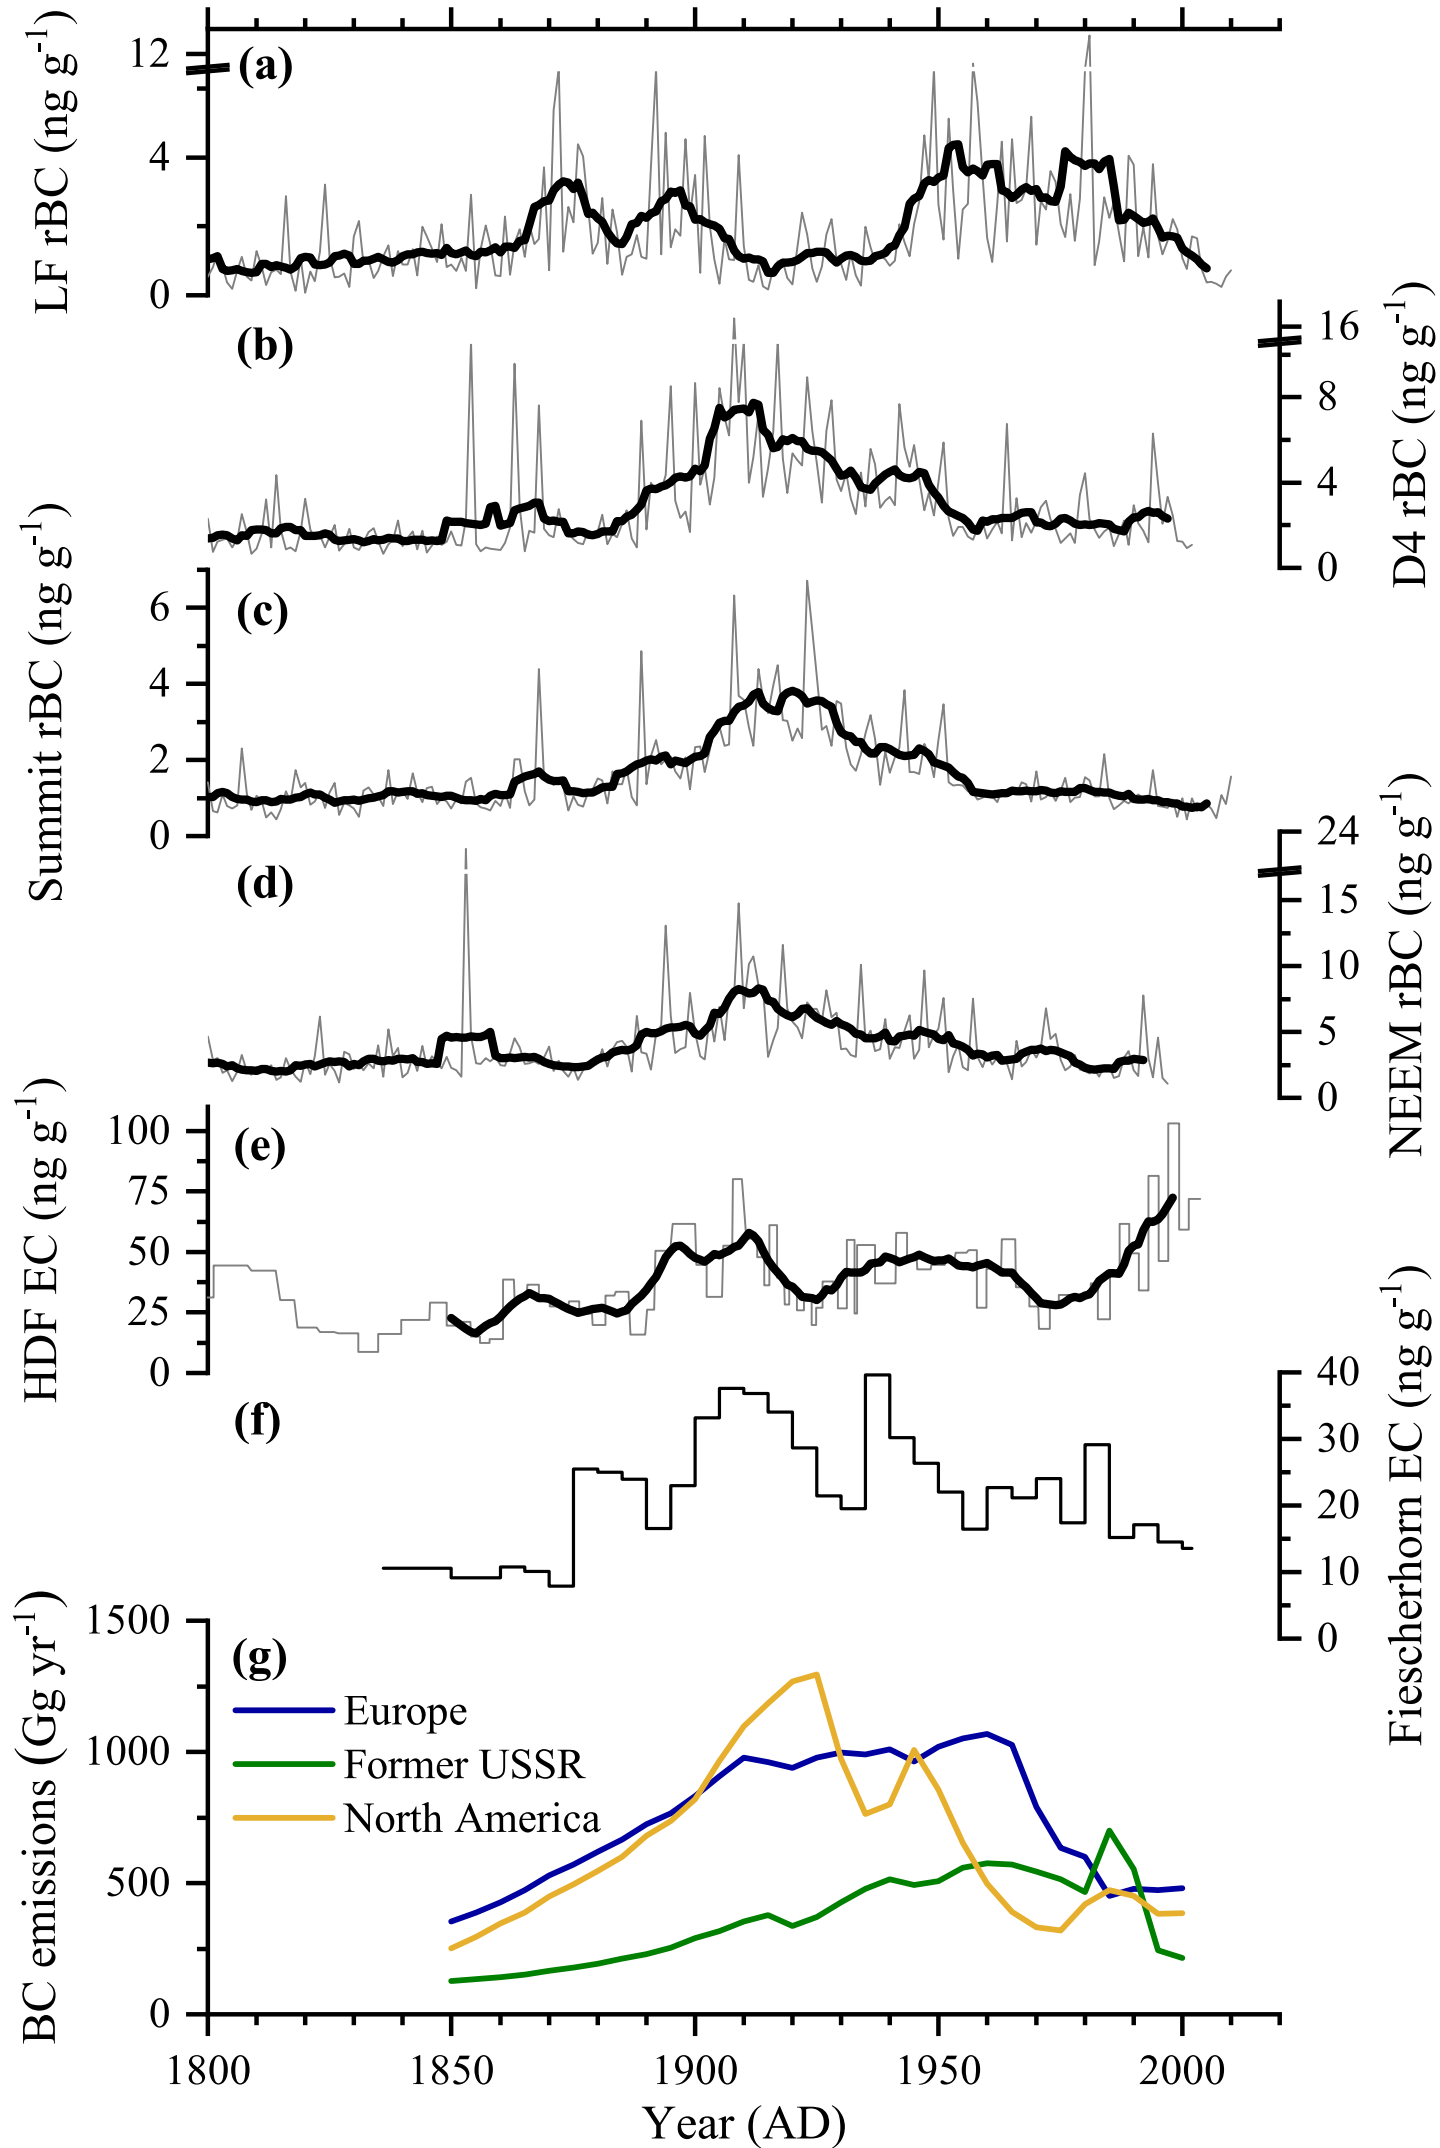 LF rBC (ng g-1)
12
4
0
(a)
(b)
16
8
4
0
D4 rBC (ng g-1)
Summit rBC (ng g-1)
6
4
2
0
(c)
24
15
10
5
0
NEEM rBC (ng g-1)
(d)
HDF EC (ng g-1)
100
75
50
25
0
(e)
(f)
40
30
20
10
0
Fiescherhorn EC (ng g-1)
BC emissions (Gg yr-1)
1500
1000
500
0
(g)
Europe
Former USSR
North America
1800 1850 1900 1950 2000
Year (AD)